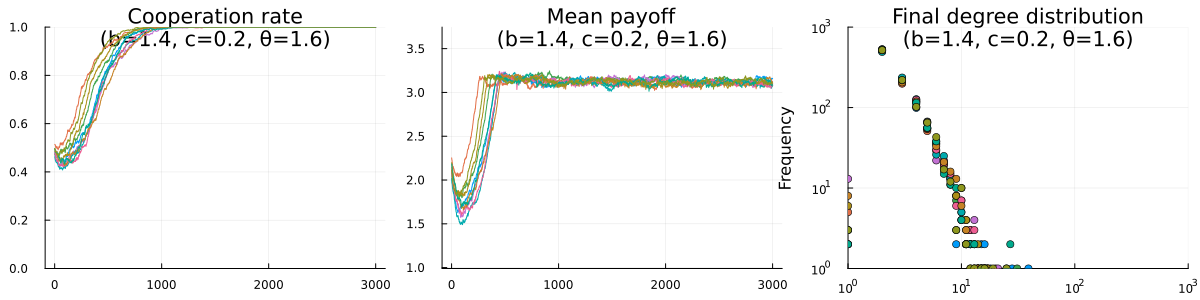 Cooperation rate
(b=1.4, c=0.2, θ=1.6)
1.0
0.8
0.6
0.4
0.2
0.0
0 1000 2000 3000
Mean payoff
(b=1.4, c=0.2, θ=1.6)
3.5
3.0
2.5
2.0
1.5
1.0
0 1000 2000 3000
Final degree distribution
(b=1.4, c=0.2, θ=1.6)
Frequency
10³
10²
10¹
10⁰
10⁰ 10¹ 10² 10³